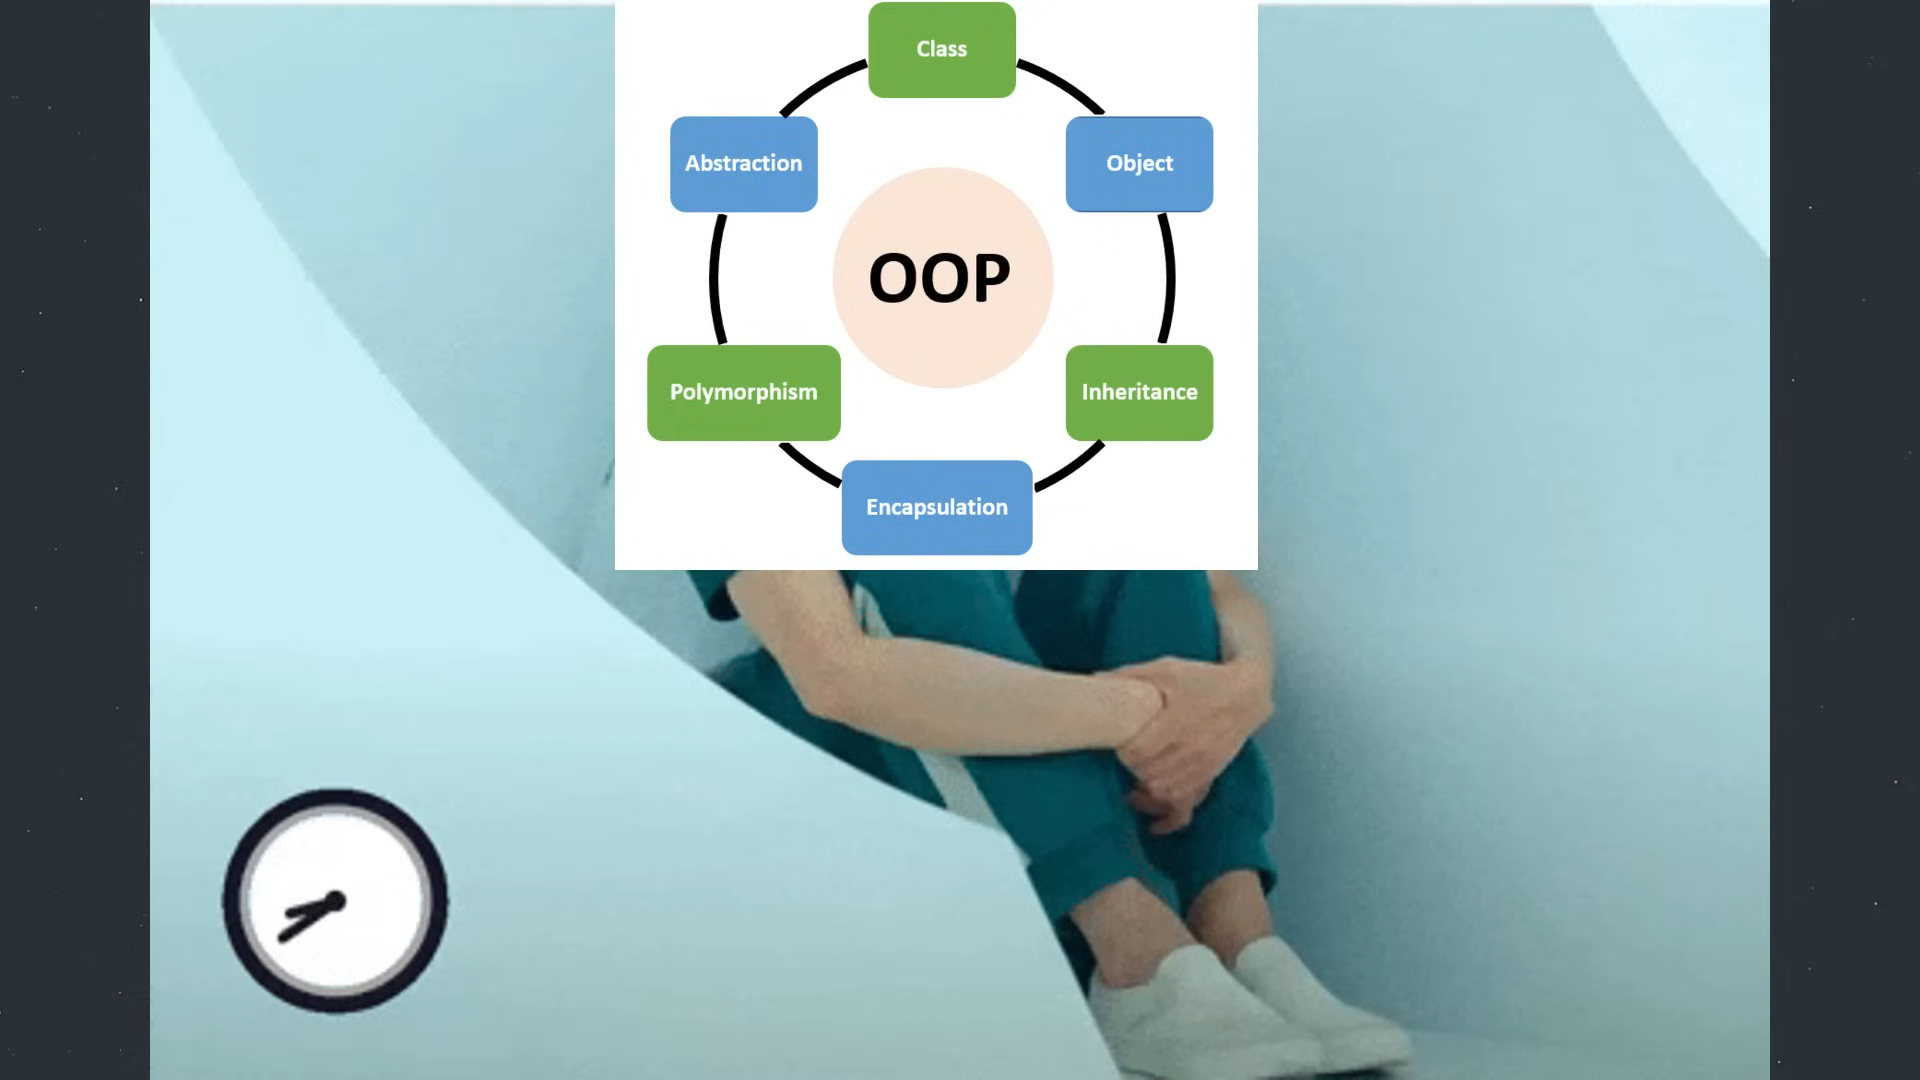 Class
Abstraction
Object
OOP
Polymorphism
Inheritance
Encapsulation